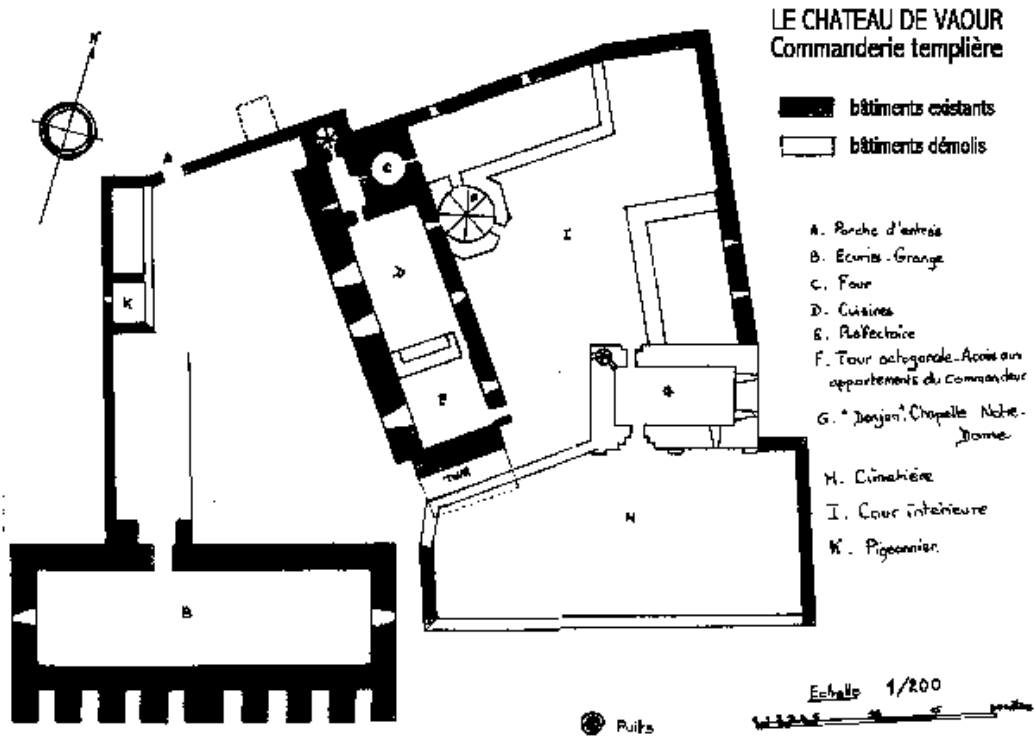 LE CHATEAU DE VAOUR
Commanderie templière
bâtiments existants
bâtiments démolis
N
A
C
D
E
I
K
F
G
TOUR
H
B
A. Porche d'entrée
B. Ecuries-Grange
C. Four
D. Cuisines
E. Réfectoire
F. Tour octogonale-Accès aux
appartements du Commandeur
G. "Donjon". Chapelle Notre-
Dame
H. Cimetière
I. Cour intérieure
K. Pigeonnier
Echelle 1/200
Puits